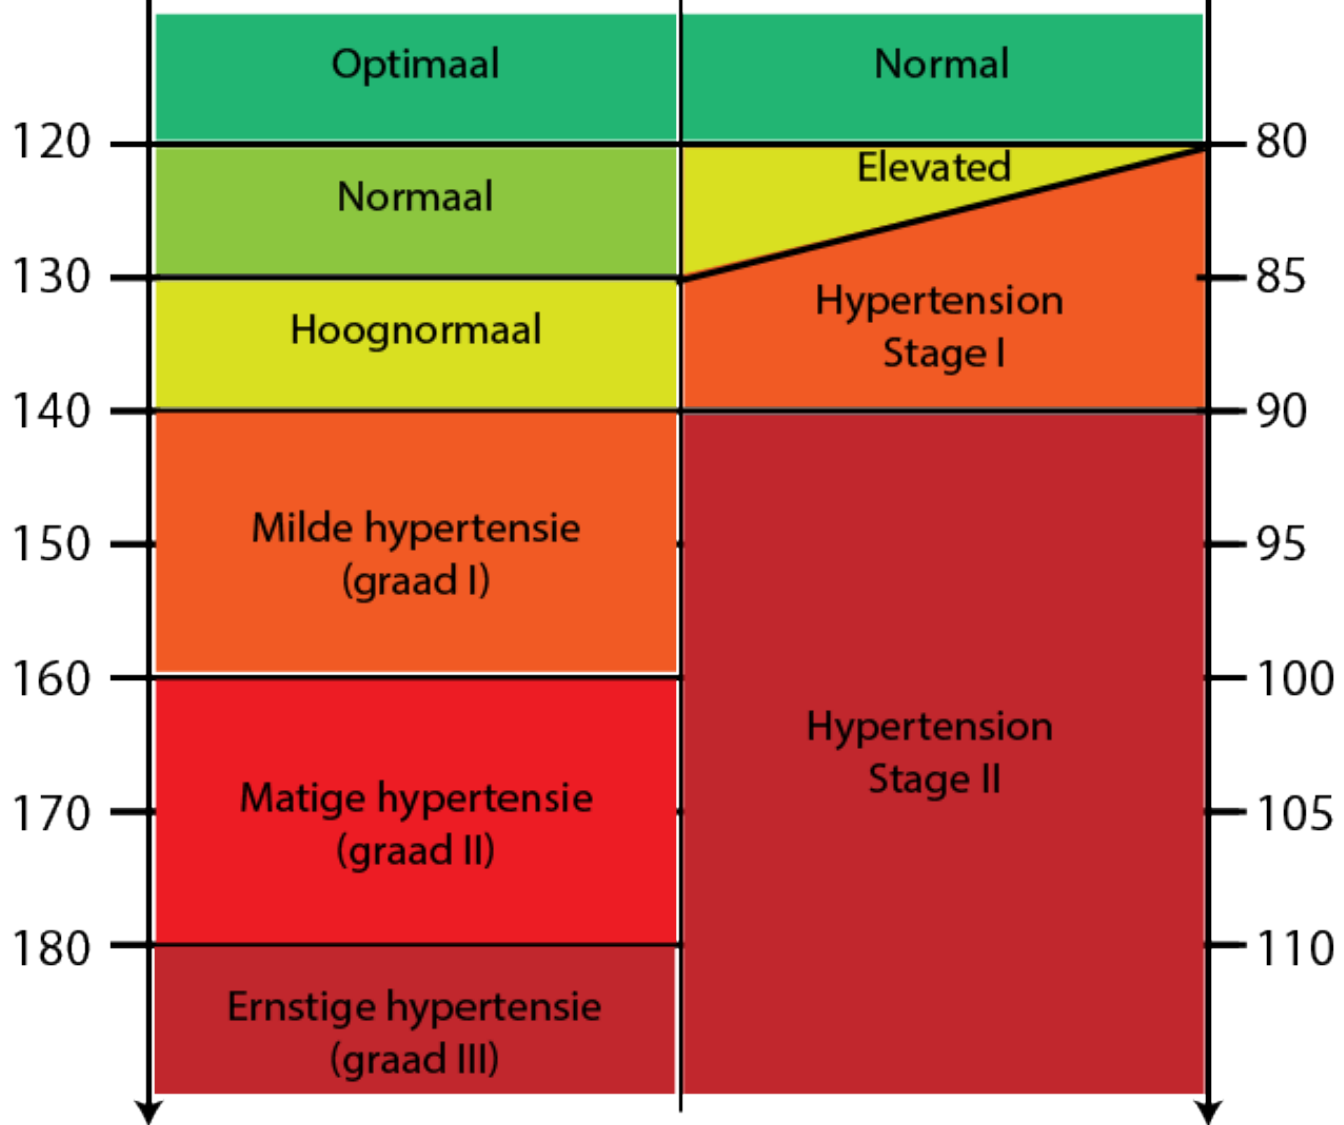 Optimaal
Normal
120
80
Elevated
Normaal
130
85
Hypertension
Stage I
Hoognormaal
140
90
Milde hypertensie
(graad I)
150
95
160
100
Hypertension
Stage II
Matige hypertensie
(graad II)
170
105
180
110
Ernstige hypertensie
(graad III)